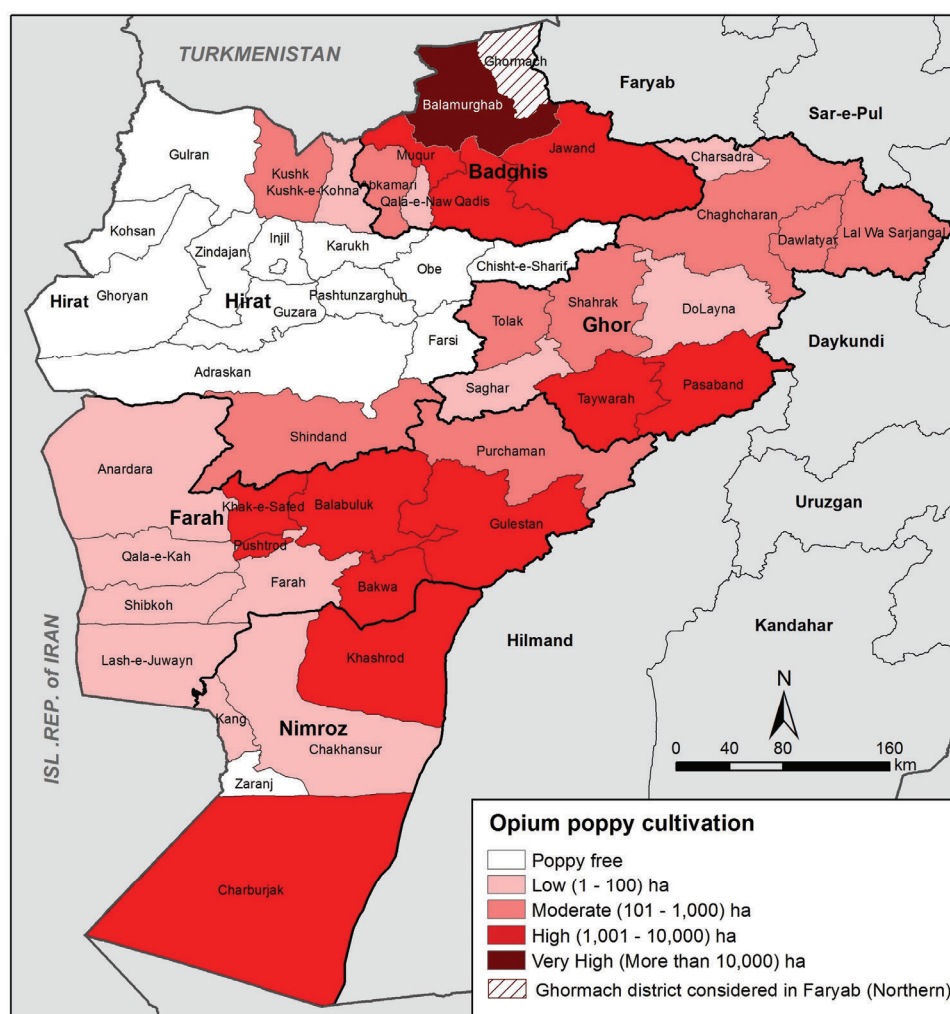 TURKMENISTAN
Ghormach
Faryab
Balamurghab
Sar-e-Pul
Gulran
Kushk
Kushk-e-Kohna
Muqur
Abkamari
Qala-e-Naw
Badghis
Qadis
Jawand
Charsadra
Chaghcharan
Dawlatyar
Lal Wa Sarjangal
Kohsan
Zindajan
Injil
Karukh
Obe
Chisht-e-Sharif
Hirat
Ghoryan
Hirat
Guzara
Pashtunzarghun
Farsi
Adraskan
Tolak
Shahrak
Ghor
DoLayna
Daykundi
Saghar
Taywarah
Pasaband
Shindand
Purchaman
Anardara
Farah
Khak-e-Safed
Balabuluk
Gulestan
Uruzgan
Pushtrod
Qala-e-Kah
Farah
Bakwa
Shibkoh
Hilmand
Kandahar
Lash-e-Juwayn
Khashrod
Kang
Nimroz
Chakhansur
Zaranj
Charburjak
ISL .REP. of IRAN
N
0 40 80 160
km
Opium poppy cultivation
Poppy free
Low (1 - 100) ha
Moderate (101 - 1,000) ha
High (1,001 - 10,000) ha
Very High (More than 10,000) ha
Ghormach district considered in Faryab (Northern)